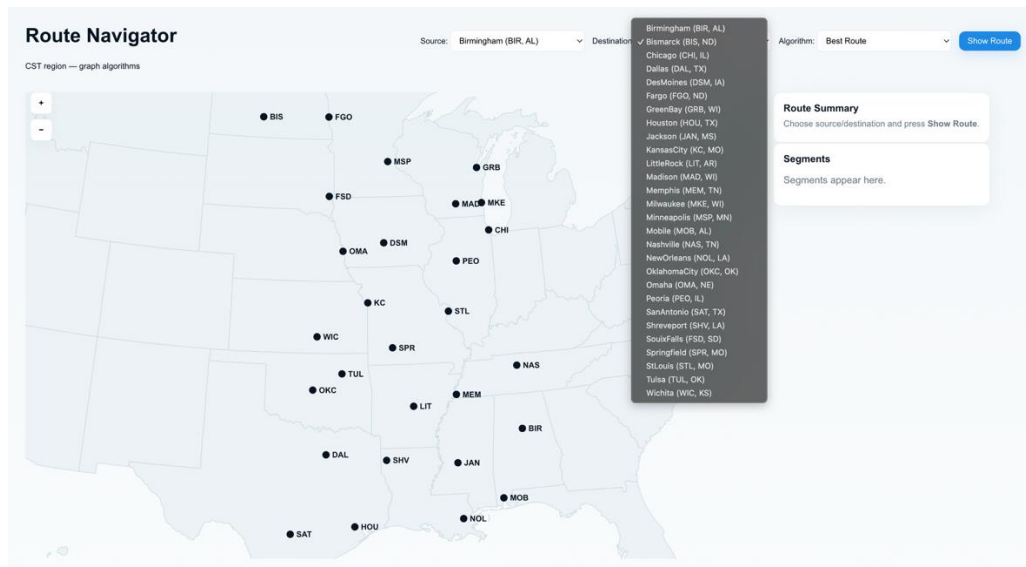 Route Navigator
CST region — graph algorithms
Source: Birmingham (BIR, AL)
Destination
Algorithm: Best Route
Show Route
Birmingham (BIR, AL)
✓ Bismarck (BIS, ND)
Chicago (CHI, IL)
Dallas (DAL, TX)
DesMoines (DSM, IA)
Fargo (FGO, ND)
GreenBay (GRB, WI)
Houston (HOU, TX)
Jackson (JAN, MS)
KansasCity (KC, MO)
LittleRock (LIT, AR)
Madison (MAD, WI)
Memphis (MEM, TN)
Milwaukee (MKE, WI)
Minneapolis (MSP, MN)
Mobile (MOB, AL)
Nashville (NAS, TN)
NewOrleans (NOL, LA)
OklahomaCity (OKC, OK)
Omaha (OMA, NE)
Peoria (PEO, IL)
SanAntonio (SAT, TX)
Shreveport (SHV, LA)
SouixFalls (FSD, SD)
Springfield (SPR, MO)
StLouis (STL, MO)
Tulsa (TUL, OK)
Wichita (WIC, KS)
+
-
BIS
FGO
MSP
GRB
FSD
MAD
MKE
CHI
DSM
OMA
PEO
KC
STL
WIC
SPR
NAS
TUL
OKC
MEM
LIT
BIR
DAL
SHV
JAN
MOB
NOL
HOU
SAT
Route Summary
Choose source/destination and press Show Route.
Segments
Segments appear here.